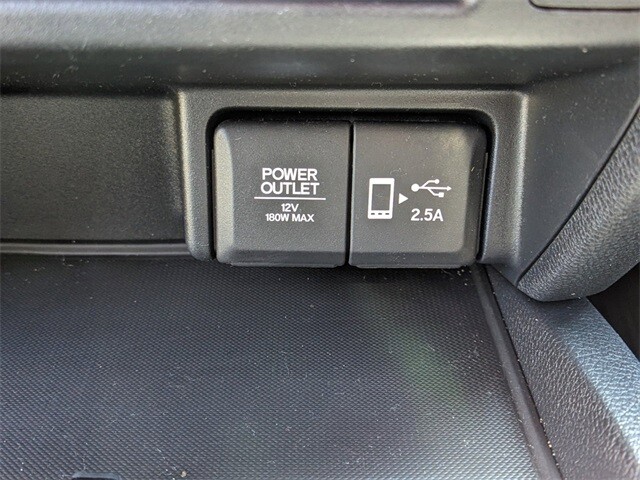 POWER
OUTLET
12V
180W MAX
2.5A